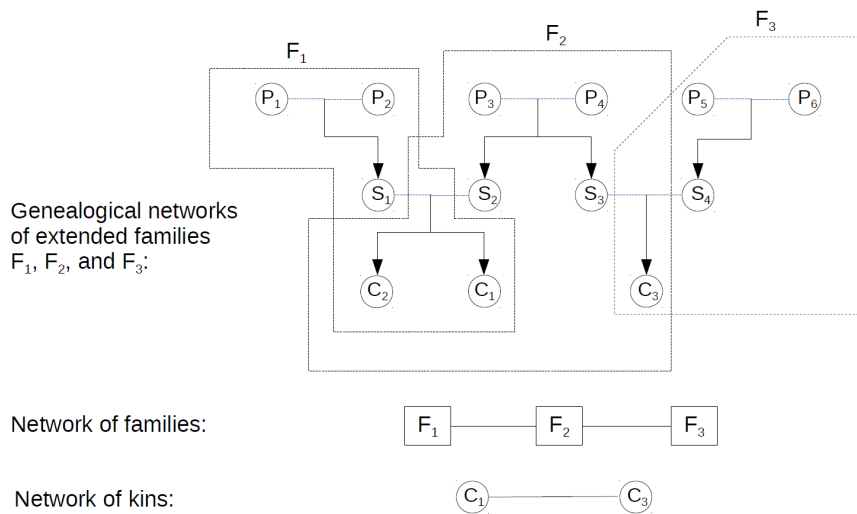 F₁
F₂
F₃
P₁ P₂ P₃ P₄ P₅ P₆
S₁ S₂ S₃ S₄
Genealogical networks
of extended families
F₁, F₂, and F₃:
C₂ C₁ C₃
Network of families:
F₁ F₂ F₃
Network of kins:
C₁ C₃